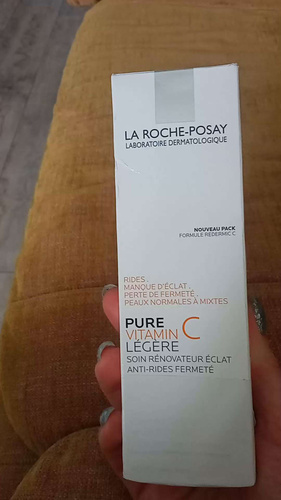 LA ROCHE-POSAY
LABORATOIRE DERMATOLOGIQUE
NOUVEAU PACK
FORMULE REDERMIC C
RIDES.
MANQUE D'ÉCLAT.
PERTE DE FERMETÉ.
PEAUX NORMALES À MIXTES
PURE
VITAMIN C
LÉGÈRE
SOIN RÉNOVATEUR ÉCLAT
ANTI-RIDES FERMETÉ